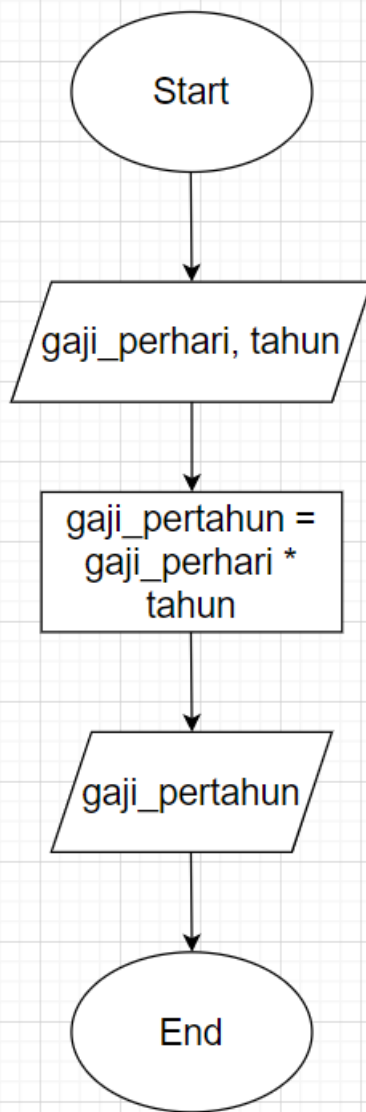 Start
gaji_perhari, tahun
gaji_pertahun =
gaji_perhari *
tahun
gaji_pertahun
End